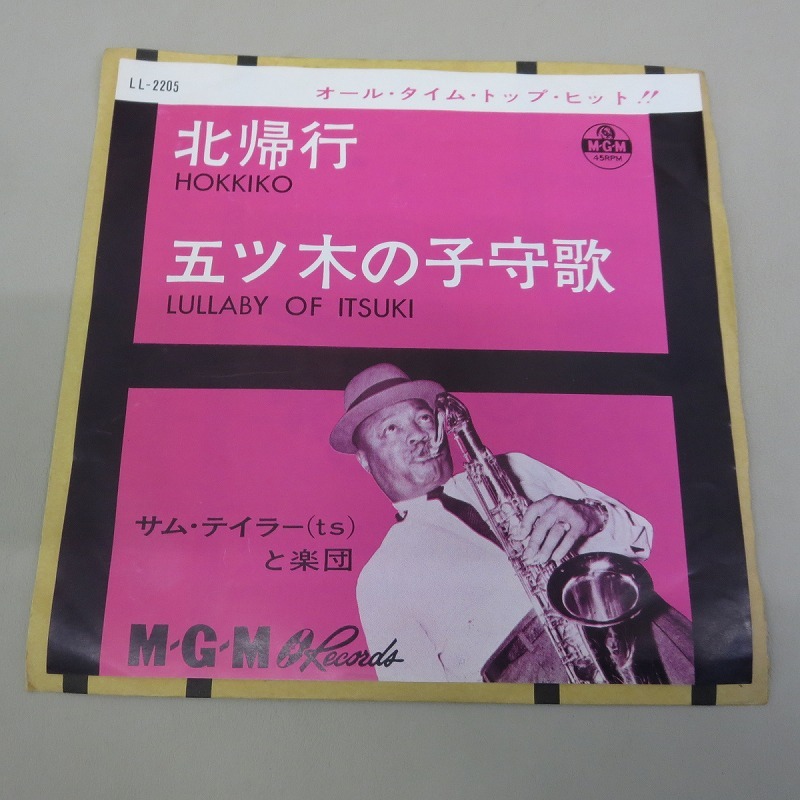 LL-2205
オール・タイム・トップ・ヒット!!
北帰行
HOKKIKO
M-G-M
45RPM
五ツ木の子守歌
LULLABY OF ITSUKI
サム・テイラー(ts)
と楽団
M-G-M Records